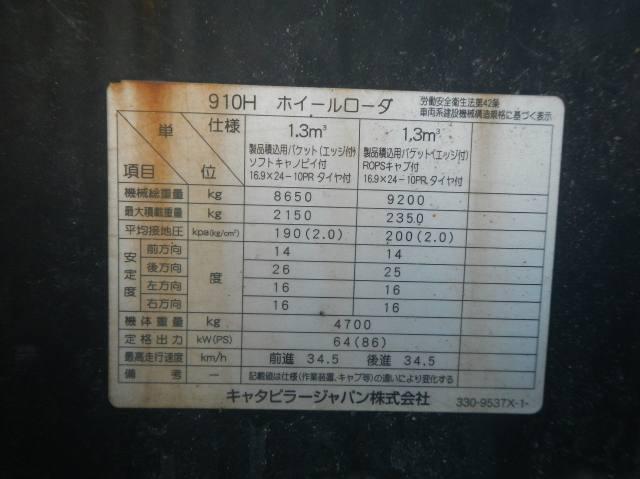 910H ホイールローダ 労働安全衛生法第42条
車両系建設機械構造規格に基づく表示
単 仕様 1.3m³ 1.3m³
製品積込用バケット(エッジ付) 製品積込用バケット(エッジ付)
ソフトキャノピイ付 ROPSキャブ付
項目 位 16.9×24-10PR タイヤ付 16.9×24-10PR タイヤ付
機械総重量 kg 8650 9200
最大積載重量 kg 2150 2350
平均接地圧 kPa(kg/cm²) 190(2.0) 200(2.0)
安定度 前方向 度 14 14
後方向 26 25
左方向 16 16
右方向 16 16
機体重量 kg 4700
定格出力 kW(PS) 64(86)
最高走行速度 km/h 前進 34.5 後進 34.5
備考 － 記載値は仕様(作業装置、キャブ等)の違いにより変化する
キャタピラージャパン株式会社 330-9537X-1-